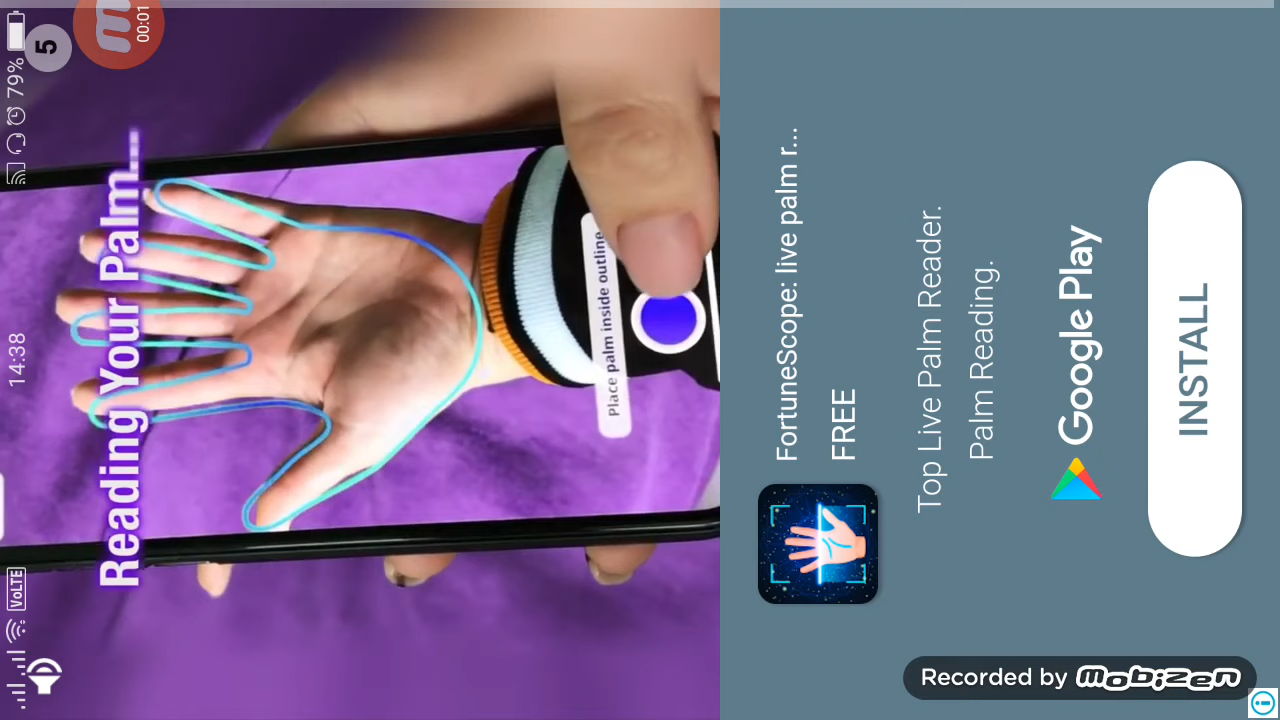 VoLTE
14:38
79%
5
00:01
Reading Your Palm...
Place palm inside outline
FortuneScope: live palm r...
FREE
Top Live Palm Reader.
Palm Reading.
Google Play
INSTALL
Recorded by mobizen